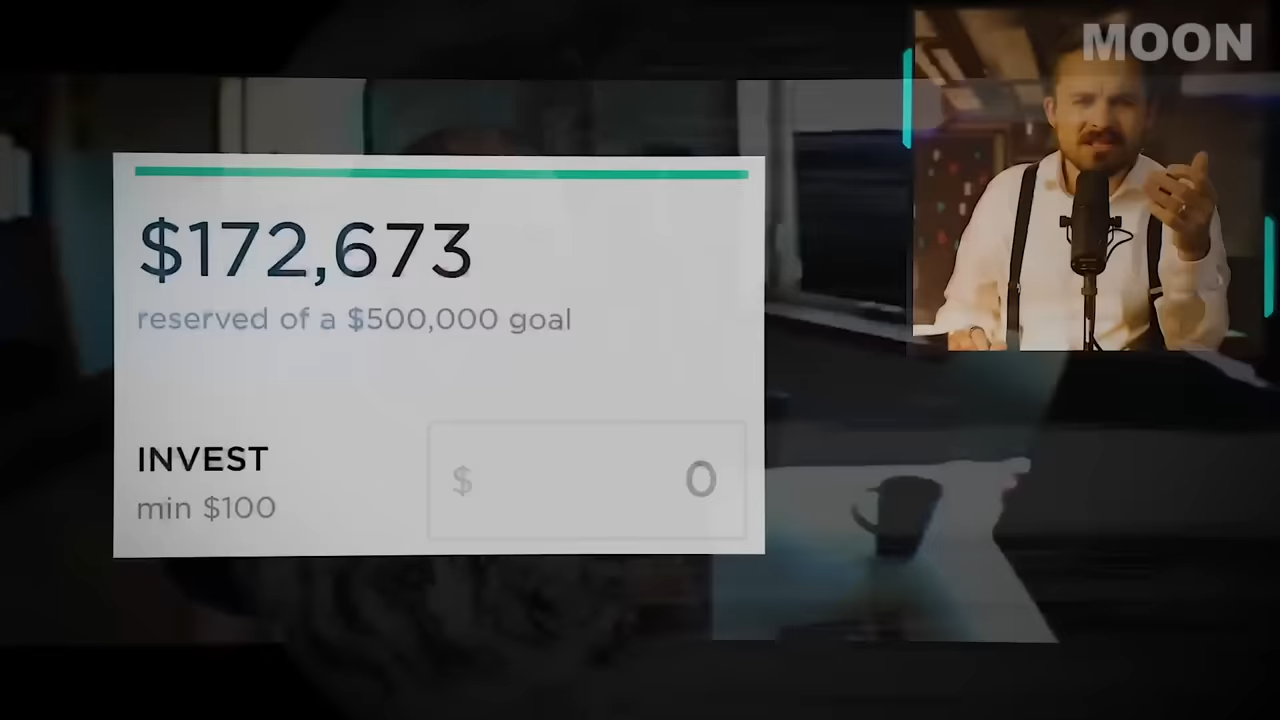 MOON
$172,673
reserved of a $500,000 goal
INVEST
min $100
$ 0